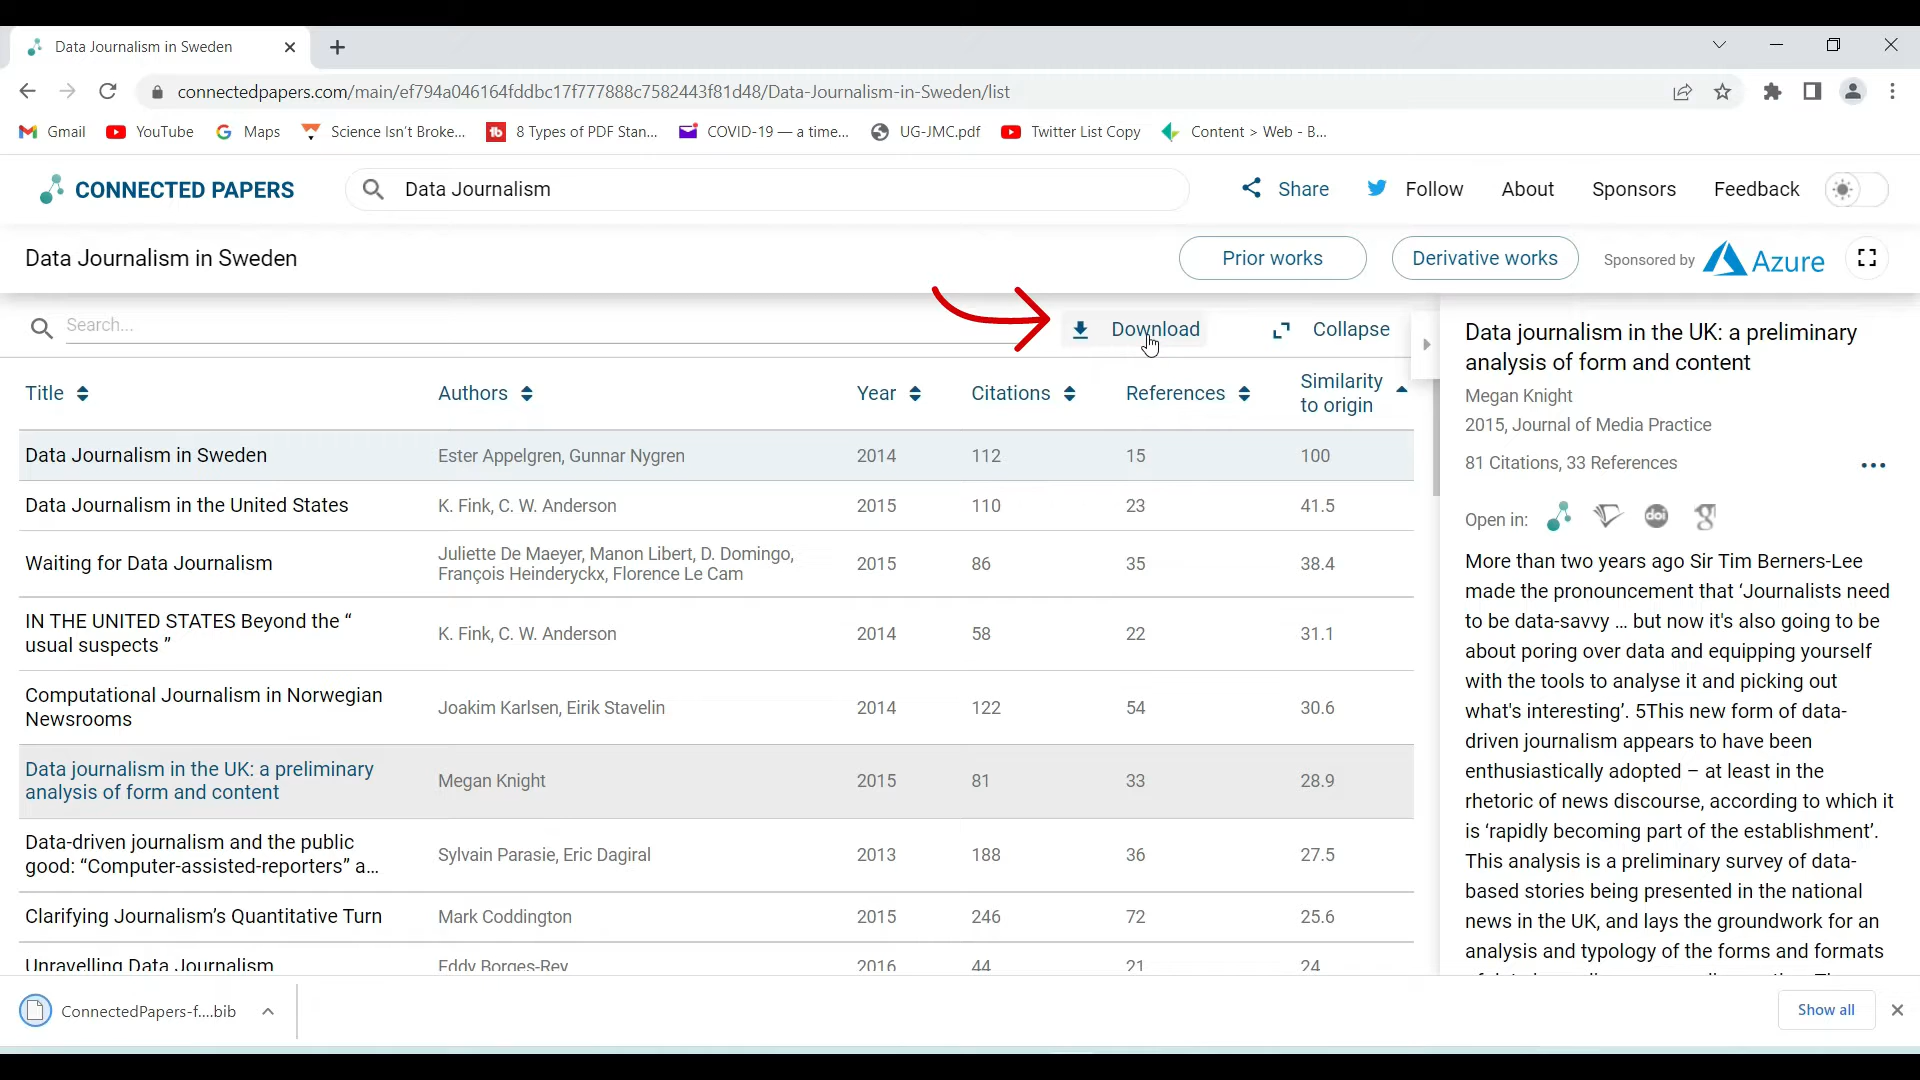 Data Journalism in Sweden
connectedpapers.com/main/ef794a046164fddbc17f777888c7582443f81d48/Data-Journalism-in-Sweden/list
Gmail YouTube Maps Science Isn't Broke... 8 Types of PDF Stan... COVID-19 — a time... UG-JMC.pdf Twitter List Copy Content > Web - B...
CONNECTED PAPERS Data Journalism Share Follow About Sponsors Feedback
Data Journalism in Sweden Prior works Derivative works Sponsored by Azure
Search... Download Collapse
Title Authors Year Citations References Similarity
to origin
Data Journalism in Sweden Ester Appelgren, Gunnar Nygren 2014 112 15 100
Data Journalism in the United States K. Fink, C. W. Anderson 2015 110 23 41.5
Waiting for Data Journalism Juliette De Maeyer, Manon Libert, D. Domingo,
François Heinderyckx, Florence Le Cam 2015 86 35 38.4
IN THE UNITED STATES Beyond the “
usual suspects ” K. Fink, C. W. Anderson 2014 58 22 31.1
Computational Journalism in Norwegian
Newsrooms Joakim Karlsen, Eirik Stavelin 2014 122 54 30.6
Data journalism in the UK: a preliminary
analysis of form and content Megan Knight 2015 81 33 28.9
Data-driven journalism and the public
good: “Computer-assisted-reporters” a... Sylvain Parasie, Eric Dagiral 2013 188 36 27.5
Clarifying Journalism’s Quantitative Turn Mark Coddington 2015 246 72 25.6
Unravelling Data Journalism Eddy Borges-Rey 2016 44 21 24
Data journalism in the UK: a preliminary
analysis of form and content
Megan Knight
2015, Journal of Media Practice
81 Citations, 33 References
Open in: doi
More than two years ago Sir Tim Berners-Lee
made the pronouncement that ‘Journalists need
to be data-savvy … but now it's also going to be
about poring over data and equipping yourself
with the tools to analyse it and picking out
what's interesting’. 5This new form of data-
driven journalism appears to have been
enthusiastically adopted – at least in the
rhetoric of news discourse, according to which it
is ‘rapidly becoming part of the establishment’.
This analysis is a preliminary survey of data-
based stories being presented in the national
news in the UK, and lays the groundwork for an
analysis and typology of the forms and formats
ConnectedPapers-f....bib Show all